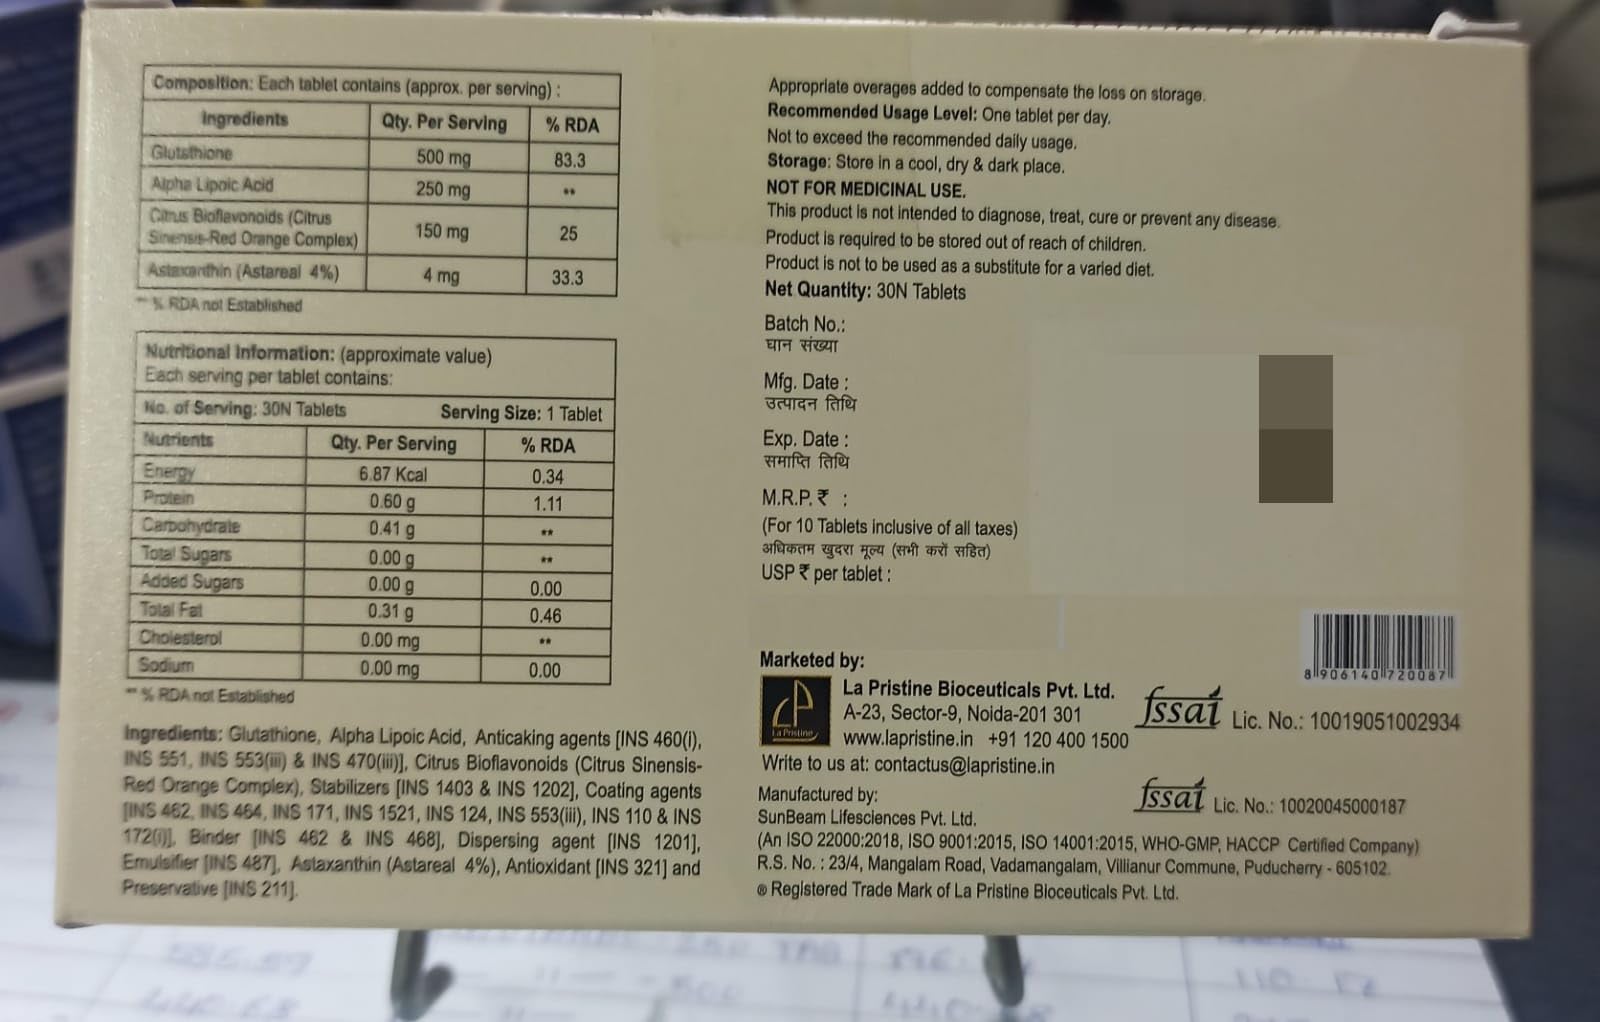 Composition: Each tablet contains (approx. per serving) :
Ingredients Qty. Per Serving % RDA
Glutathione 500 mg 83.3
Alpha Lipoic Acid 250 mg **
Citrus Bioflavonoids (Citrus
Sinensis-Red Orange Complex) 150 mg 25
Astaxanthin (Astareal 4%) 4 mg 33.3
** % RDA not Established
Nutritional Information: (approximate value)
Each serving per tablet contains:
No. of Serving: 30N Tablets Serving Size: 1 Tablet
Nutrients Qty. Per Serving % RDA
Energy 6.87 Kcal 0.34
Protein 0.60 g 1.11
Carbohydrate 0.41 g **
Total Sugars 0.00 g **
Added Sugars 0.00 g 0.00
Total Fat 0.31 g 0.46
Cholesterol 0.00 mg **
Sodium 0.00 mg 0.00
** % RDA not Established
Ingredients: Glutathione, Alpha Lipoic Acid, Anticaking agents [INS 460(i),
INS 551, INS 553(iii) & INS 470(iii)], Citrus Bioflavonoids (Citrus Sinensis-
Red Orange Complex), Stabilizers [INS 1403 & INS 1202], Coating agents
[INS 462, INS 464, INS 171, INS 1521, INS 124, INS 553(iii), INS 110 & INS
172(i)], Binder [INS 462 & INS 468], Dispersing agent [INS 1201],
Emulsifier [INS 487], Astaxanthin (Astareal 4%), Antioxidant [INS 321] and
Preservative [INS 211].
Appropriate overages added to compensate the loss on storage.
Recommended Usage Level: One tablet per day.
Not to exceed the recommended daily usage.
Storage: Store in a cool, dry & dark place.
NOT FOR MEDICINAL USE.
This product is not intended to diagnose, treat, cure or prevent any disease.
Product is required to be stored out of reach of children.
Product is not to be used as a substitute for a varied diet.
Net Quantity: 30N Tablets
Batch No.:
घान संख्या
Mfg. Date :
उत्पादन तिथि
Exp. Date :
समाप्ति तिथि
M.R.P. ₹ :
(For 10 Tablets inclusive of all taxes)
अधिकतम खुदरा मूल्य (सभी करों सहित)
USP ₹ per tablet :
8 906140 720087
Marketed by:
La Pristine
La Pristine Bioceuticals Pvt. Ltd.
A-23, Sector-9, Noida-201 301
www.lapristine.in +91 120 400 1500
fssai Lic. No.: 10019051002934
Write to us at: contactus@lapristine.in
Manufactured by:
SunBeam Lifesciences Pvt. Ltd.
fssai Lic. No.: 10020045000187
(An ISO 22000:2018, ISO 9001:2015, ISO 14001:2015, WHO-GMP, HACCP Certified Company)
R.S. No. : 23/4, Mangalam Road, Vadamangalam, Villianur Commune, Puducherry - 605102.
® Registered Trade Mark of La Pristine Bioceuticals Pvt. Ltd.